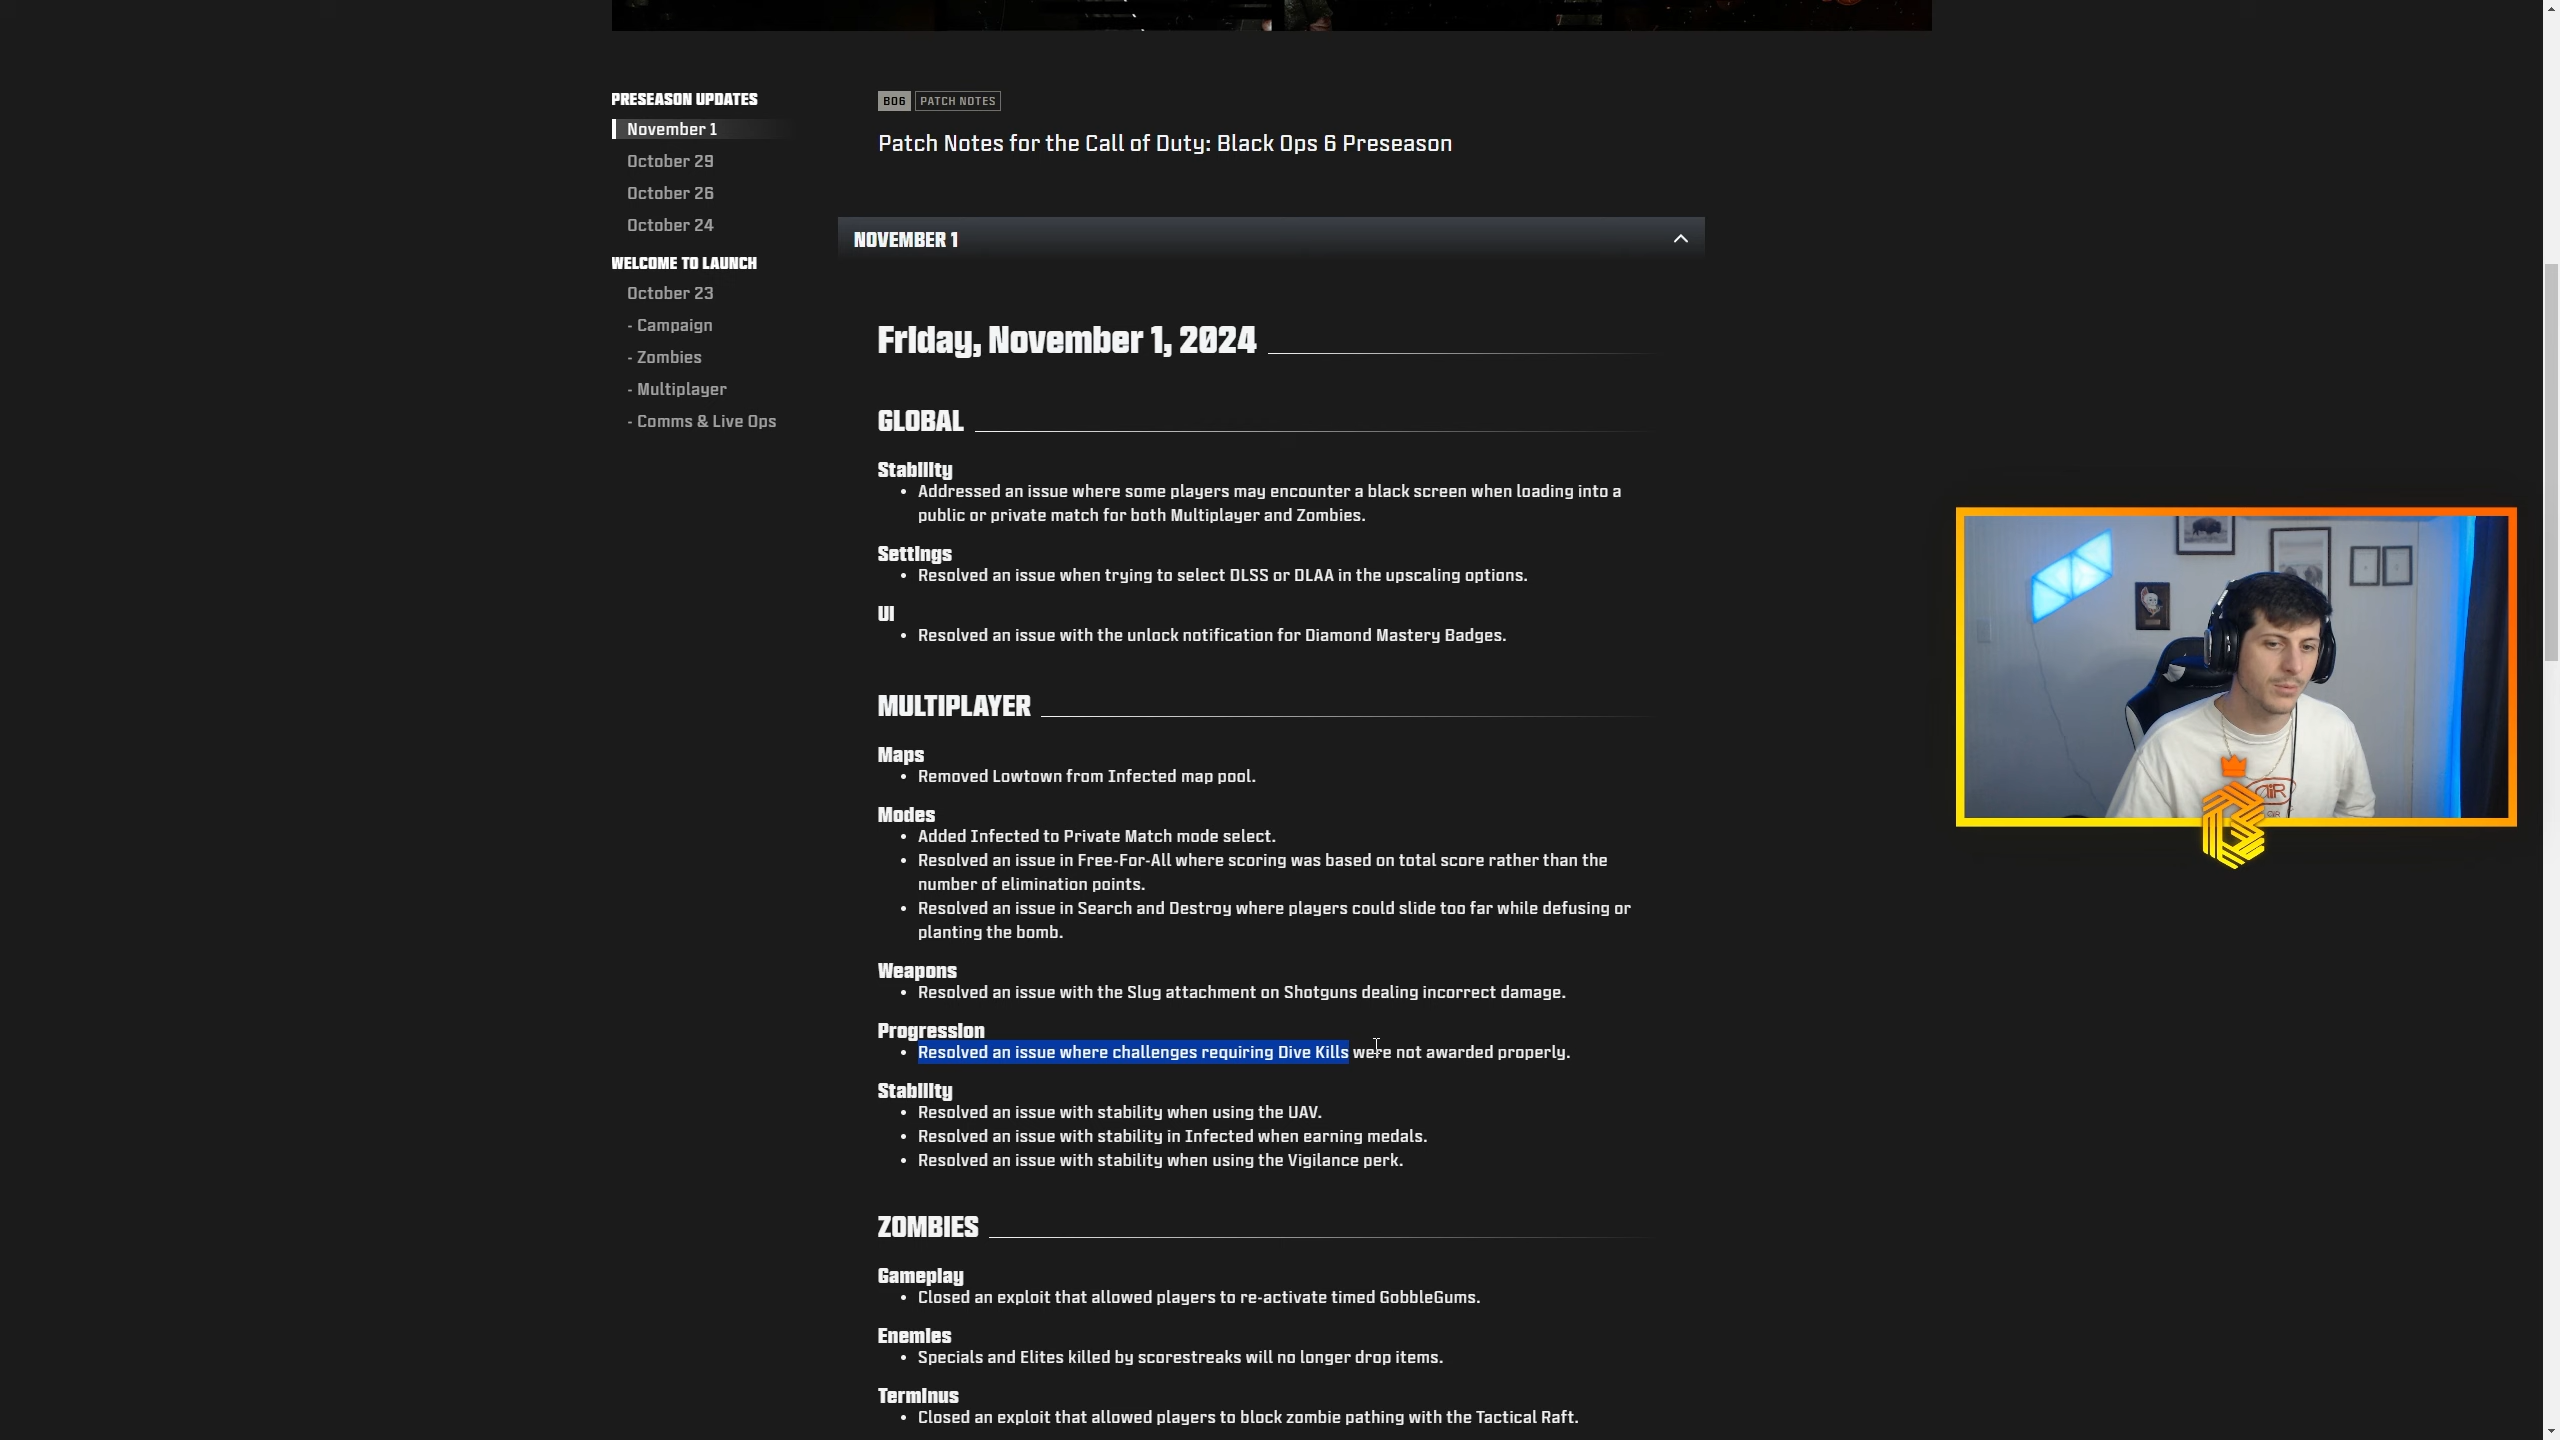 PRESEASON UPDATES
November 1
October 29
October 26
October 24
WELCOME TO LAUNCH
October 23
- Campaign
- Zombies
- Multiplayer
- Comms & Live Ops
BO6 PATCH NOTES
Patch Notes for the Call of Duty: Black Ops 6 Preseason
NOVEMBER 1
Friday, November 1, 2024
GLOBAL
Stability
• Addressed an issue where some players may encounter a black screen when loading into a
public or private match for both Multiplayer and Zombies.
Settings
• Resolved an issue when trying to select DLSS or DLAA in the upscaling options.
UI
• Resolved an issue with the unlock notification for Diamond Mastery Badges.
MULTIPLAYER
Maps
• Removed Lowtown from Infected map pool.
Modes
• Added Infected to Private Match mode select.
• Resolved an issue in Free-For-All where scoring was based on total score rather than the
number of elimination points.
• Resolved an issue in Search and Destroy where players could slide too far while defusing or
planting the bomb.
Weapons
• Resolved an issue with the Slug attachment on Shotguns dealing incorrect damage.
Progression
• Resolved an issue where challenges requiring Dive Kills were not awarded properly.
Stability
• Resolved an issue with stability when using the UAV.
• Resolved an issue with stability in Infected when earning medals.
• Resolved an issue with stability when using the Vigilance perk.
ZOMBIES
Gameplay
• Closed an exploit that allowed players to re-activate timed GobbleGums.
Enemies
• Specials and Elites killed by scorestreaks will no longer drop items.
Terminus
• Closed an exploit that allowed players to block zombie pathing with the Tactical Raft.